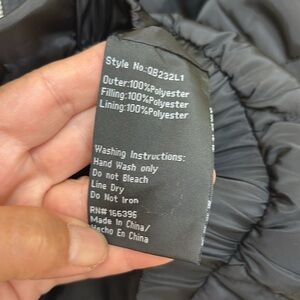 Style No.:QB232L1
Outer:100%Polyester
Filling:100%Polyester
Lining:100%Polyester
Washing Instructions:
Hand Wash only
Do not Bleach
Line Dry
Do Not Iron
RN# 166396
Made In China/
Hecho En China